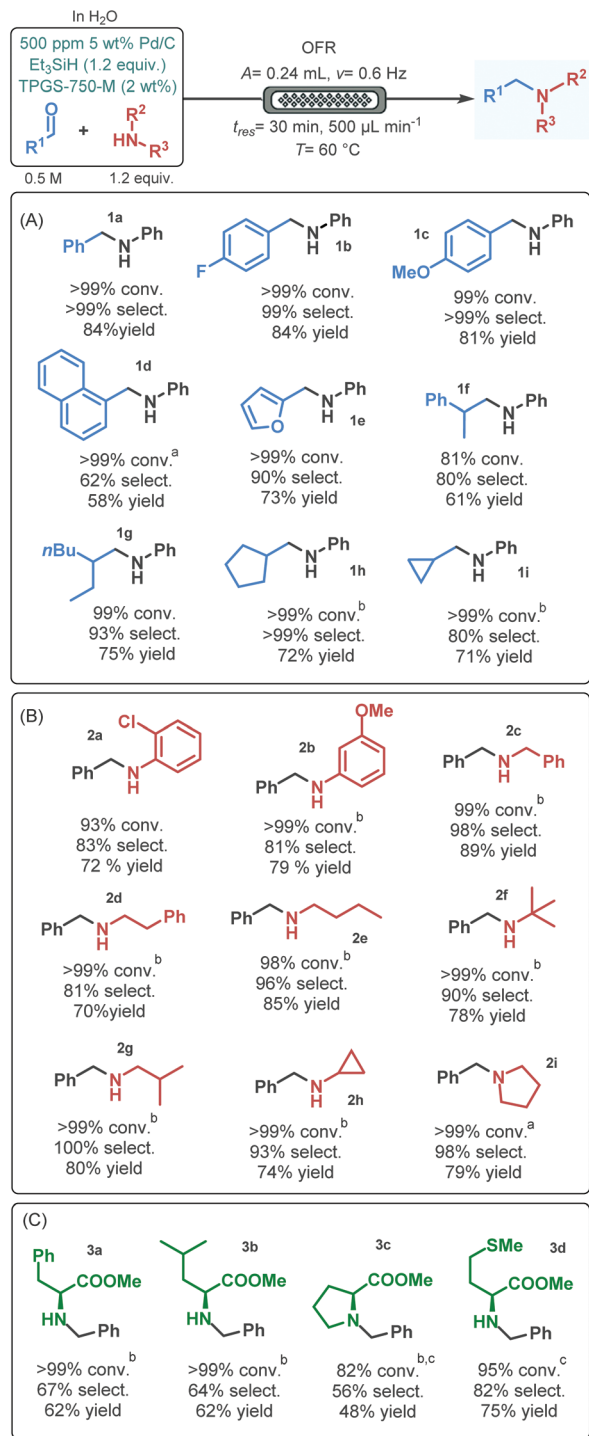 In H2O
500 ppm 5 wt% Pd/C
Et3SiH (1.2 equiv.)
TPGS-750-M (2 wt%)
O
R1
+
R2
HN
R3
0.5 M
1.2 equiv.
OFR
A= 0.24 mL, v= 0.6 Hz
tres= 30 min, 500 µL min-1
T= 60 °C
R1 N R2
R3
(A)
1a
Ph N Ph
H
>99% conv.
>99% select.
84%yield
F N Ph
H
1b
>99% conv.
99% select.
84% yield
1c
MeO N Ph
H
99% conv.
>99% select.
81% yield
1d
N Ph
H
>99% conv.a
62% select.
58% yield
O N Ph
H
1e
>99% conv.
90% select.
73% yield
1f
Ph N Ph
H
81% conv.
80% select.
61% yield
1g
nBu N Ph
H
99% conv.
93% select.
75% yield
N Ph
H
1h
>99% conv.b
>99% select.
72% yield
N Ph
H
1i
>99% conv.b
80% select.
71% yield
(B)
2a
Cl
Ph N
H
93% conv.
83% select.
72 % yield
OMe
2b
Ph N
H
>99% conv.b
81% select.
79 % yield
2c
Ph N Ph
H
99% conv.b
98% select.
89% yield
2d
Ph N Ph
H
>99% conv.b
81% select.
70%yield
Ph N
H
2e
98% conv.b
96% select.
85% yield
2f
Ph N
H
>99% conv.b
90% select.
78% yield
2g
Ph N
H
>99% conv.b
100% select.
80% yield
Ph N
H
2h
>99% conv.b
93% select.
74% yield
2i
Ph N
>99% conv.a
98% select.
79% yield
(C)
3a
Ph
COOMe
HN Ph
>99% conv.b
67% select.
62% yield
3b
COOMe
HN Ph
>99% conv.b
64% select.
62% yield
3c
COOMe
N Ph
82% conv.b,c
56% select.
48% yield
SMe
3d
COOMe
HN Ph
95% conv.c
82% select.
75% yield